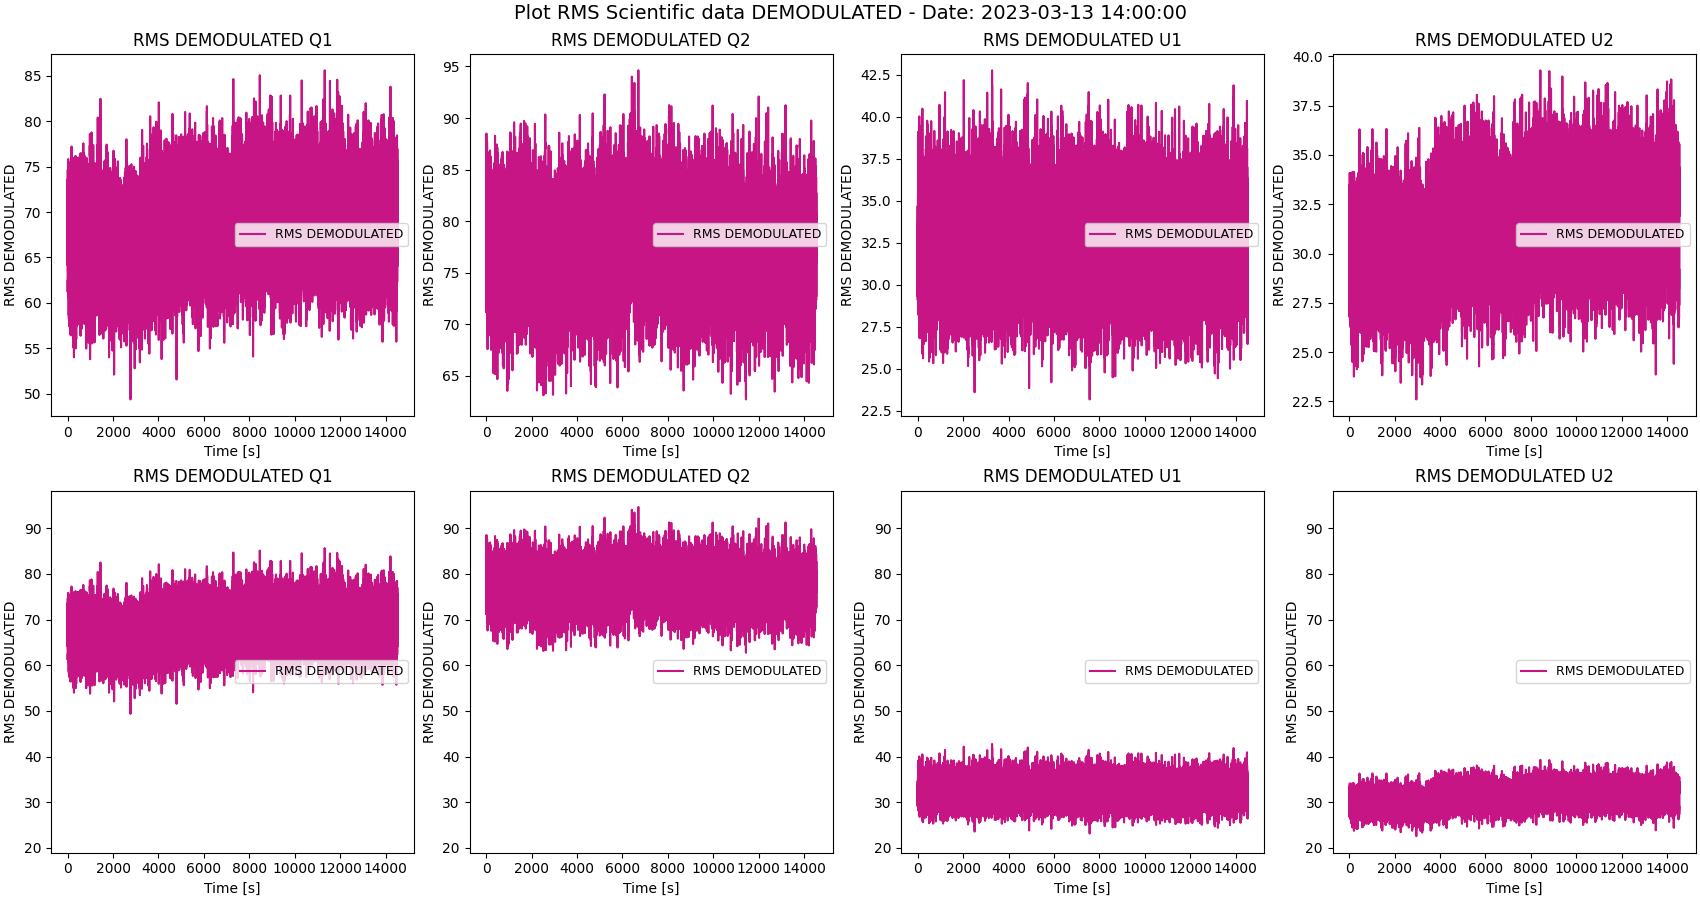 Plot RMS Scientific data DEMODULATED - Date: 2023-03-13 14:00:00
RMS DEMODULATED Q1
RMS DEMODULATED
85
80
75
70
65
60
55
50
0 2000 4000 6000 8000 10000 12000 14000
Time [s]
RMS DEMODULATED
RMS DEMODULATED Q2
RMS DEMODULATED
95
90
85
80
75
70
65
0 2000 4000 6000 8000 10000 12000 14000
Time [s]
RMS DEMODULATED
RMS DEMODULATED U1
RMS DEMODULATED
42.5
40.0
37.5
35.0
32.5
30.0
27.5
25.0
22.5
0 2000 4000 6000 8000 10000 12000 14000
Time [s]
RMS DEMODULATED
RMS DEMODULATED U2
RMS DEMODULATED
40.0
37.5
35.0
32.5
30.0
27.5
25.0
22.5
0 2000 4000 6000 8000 10000 12000 14000
Time [s]
RMS DEMODULATED
RMS DEMODULATED Q1
RMS DEMODULATED
90
80
70
60
50
40
30
20
0 2000 4000 6000 8000 10000 12000 14000
Time [s]
RMS DEMODULATED
RMS DEMODULATED Q2
RMS DEMODULATED
90
80
70
60
50
40
30
20
0 2000 4000 6000 8000 10000 12000 14000
Time [s]
RMS DEMODULATED
RMS DEMODULATED U1
RMS DEMODULATED
90
80
70
60
50
40
30
20
0 2000 4000 6000 8000 10000 12000 14000
Time [s]
RMS DEMODULATED
RMS DEMODULATED U2
RMS DEMODULATED
90
80
70
60
50
40
30
20
0 2000 4000 6000 8000 10000 12000 14000
Time [s]
RMS DEMODULATED